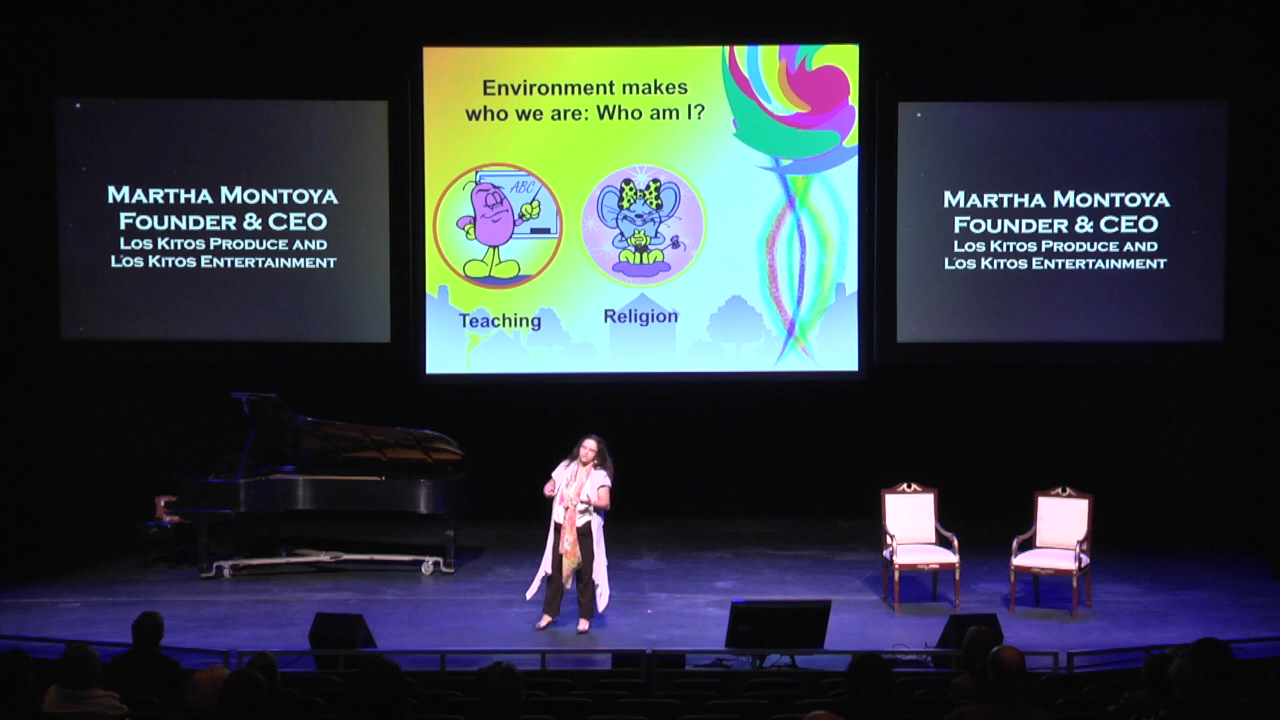 Environment makes
who we are: Who am I?
ABC
Teaching
Religion
MARTHA MONTOYA
FOUNDER & CEO
LOS KITOS PRODUCE AND
LOS KITOS ENTERTAINMENT
MARTHA MONTOYA
FOUNDER & CEO
LOS KITOS PRODUCE AND
LOS KITOS ENTERTAINMENT